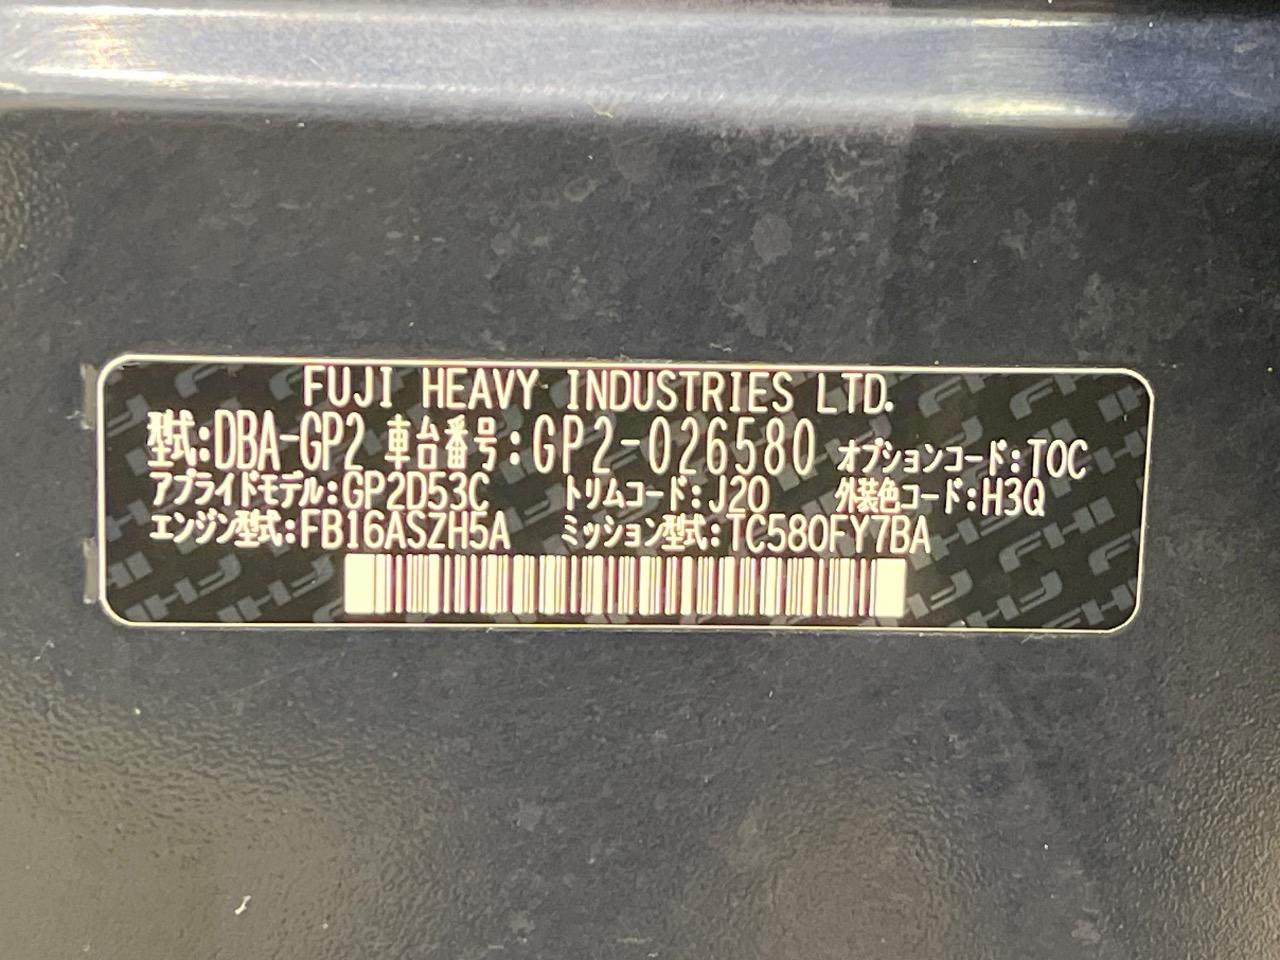 FUJI HEAVY INDUSTRIES LTD.
型式:DBA-GP2 車台番号:GP2-026580 オプションコード:TOC
アプライドモデル:GP2D53C トリムコード:J20 外装色コード:H3Q
エンジン型式:FB16ASZH5A ミッション型式:TC580FY7BA